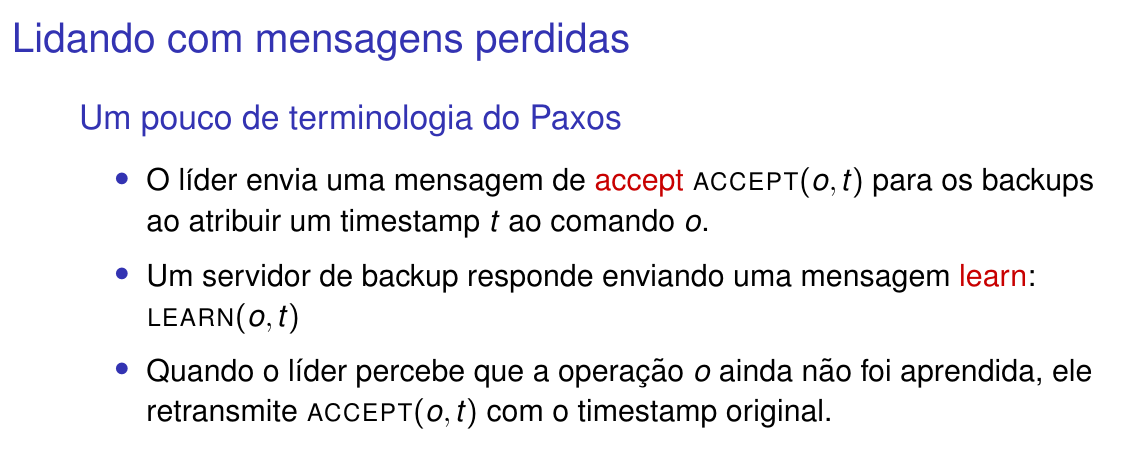 Lidando com mensagens perdidas
Um pouco de terminologia do Paxos
• O líder envia uma mensagem de accept ACCEPT(o, t) para os backups
ao atribuir um timestamp t ao comando o.
• Um servidor de backup responde enviando uma mensagem learn:
LEARN(o, t)
• Quando o líder percebe que a operação o ainda não foi aprendida, ele
retransmite ACCEPT(o, t) com o timestamp original.